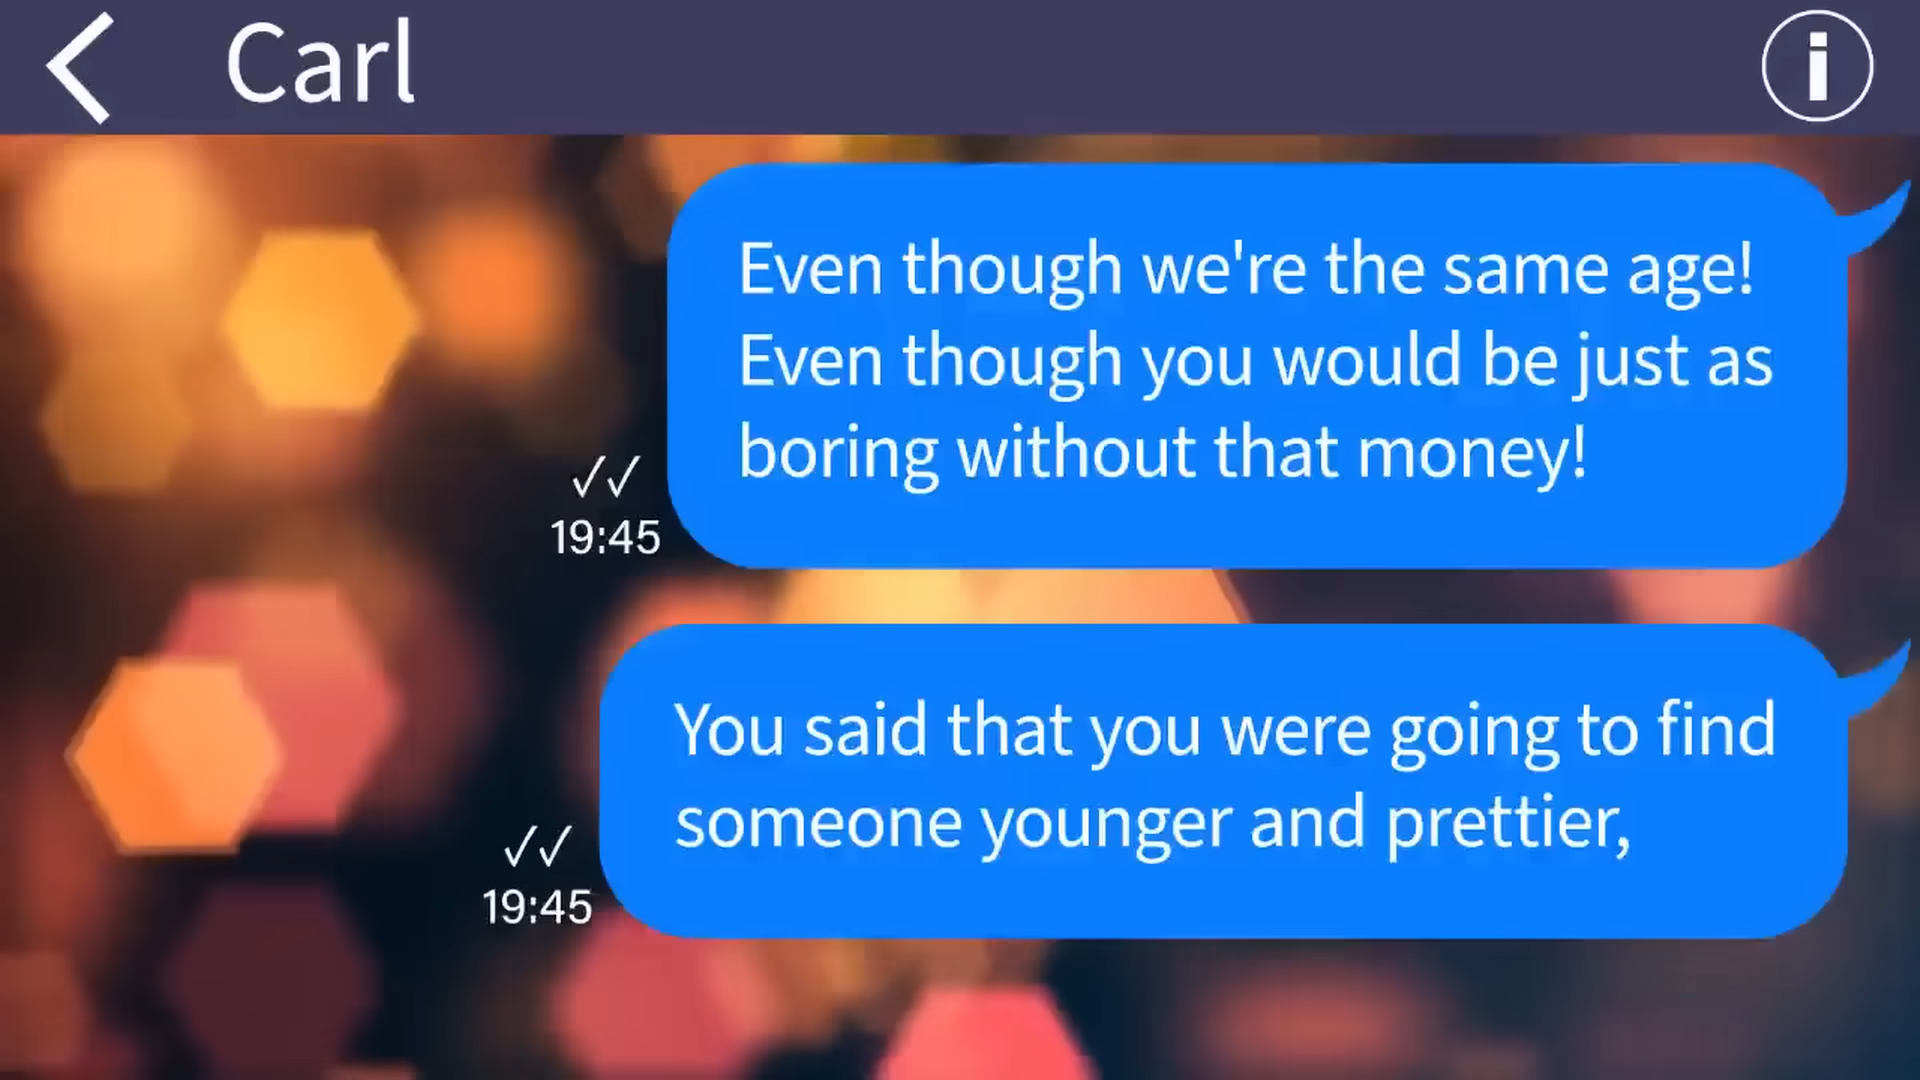 Carl
Even though we're the same age!
Even though you would be just as
boring without that money!
19:45
You said that you were going to find
someone younger and prettier,
19:45